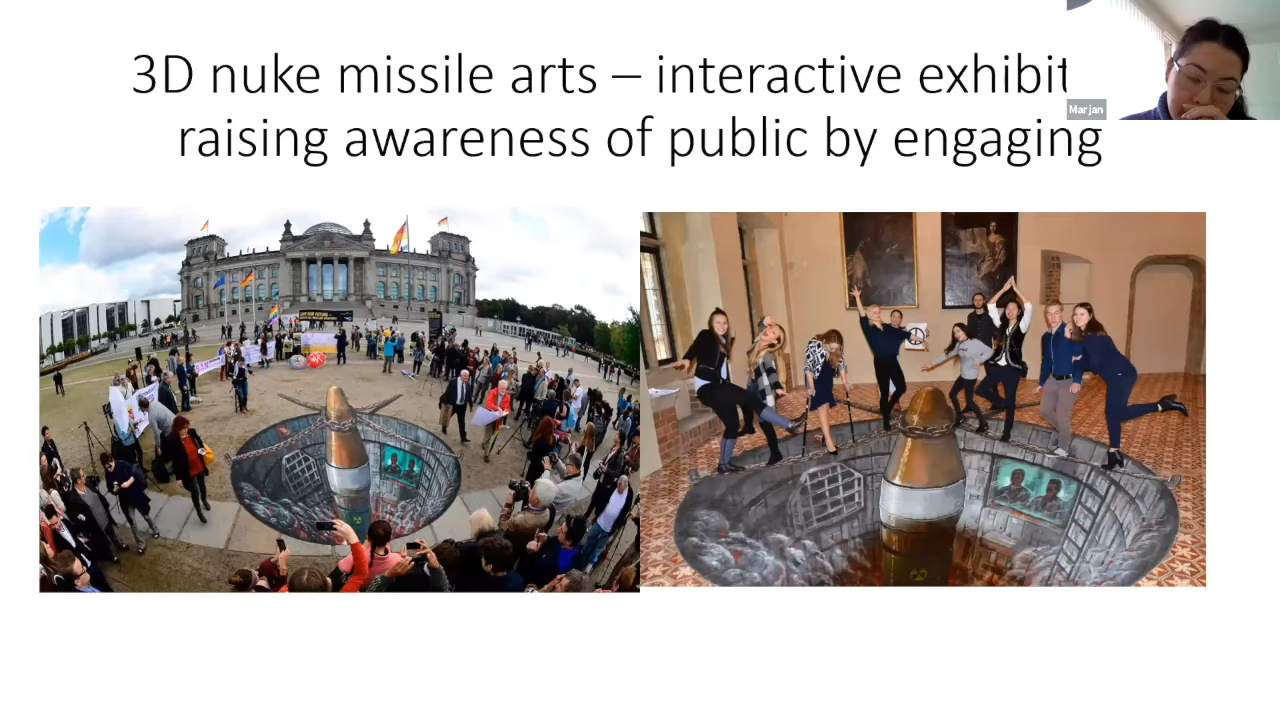 3D nuke missile arts – interactive exhibit
raising awareness of public by engaging
Marjan